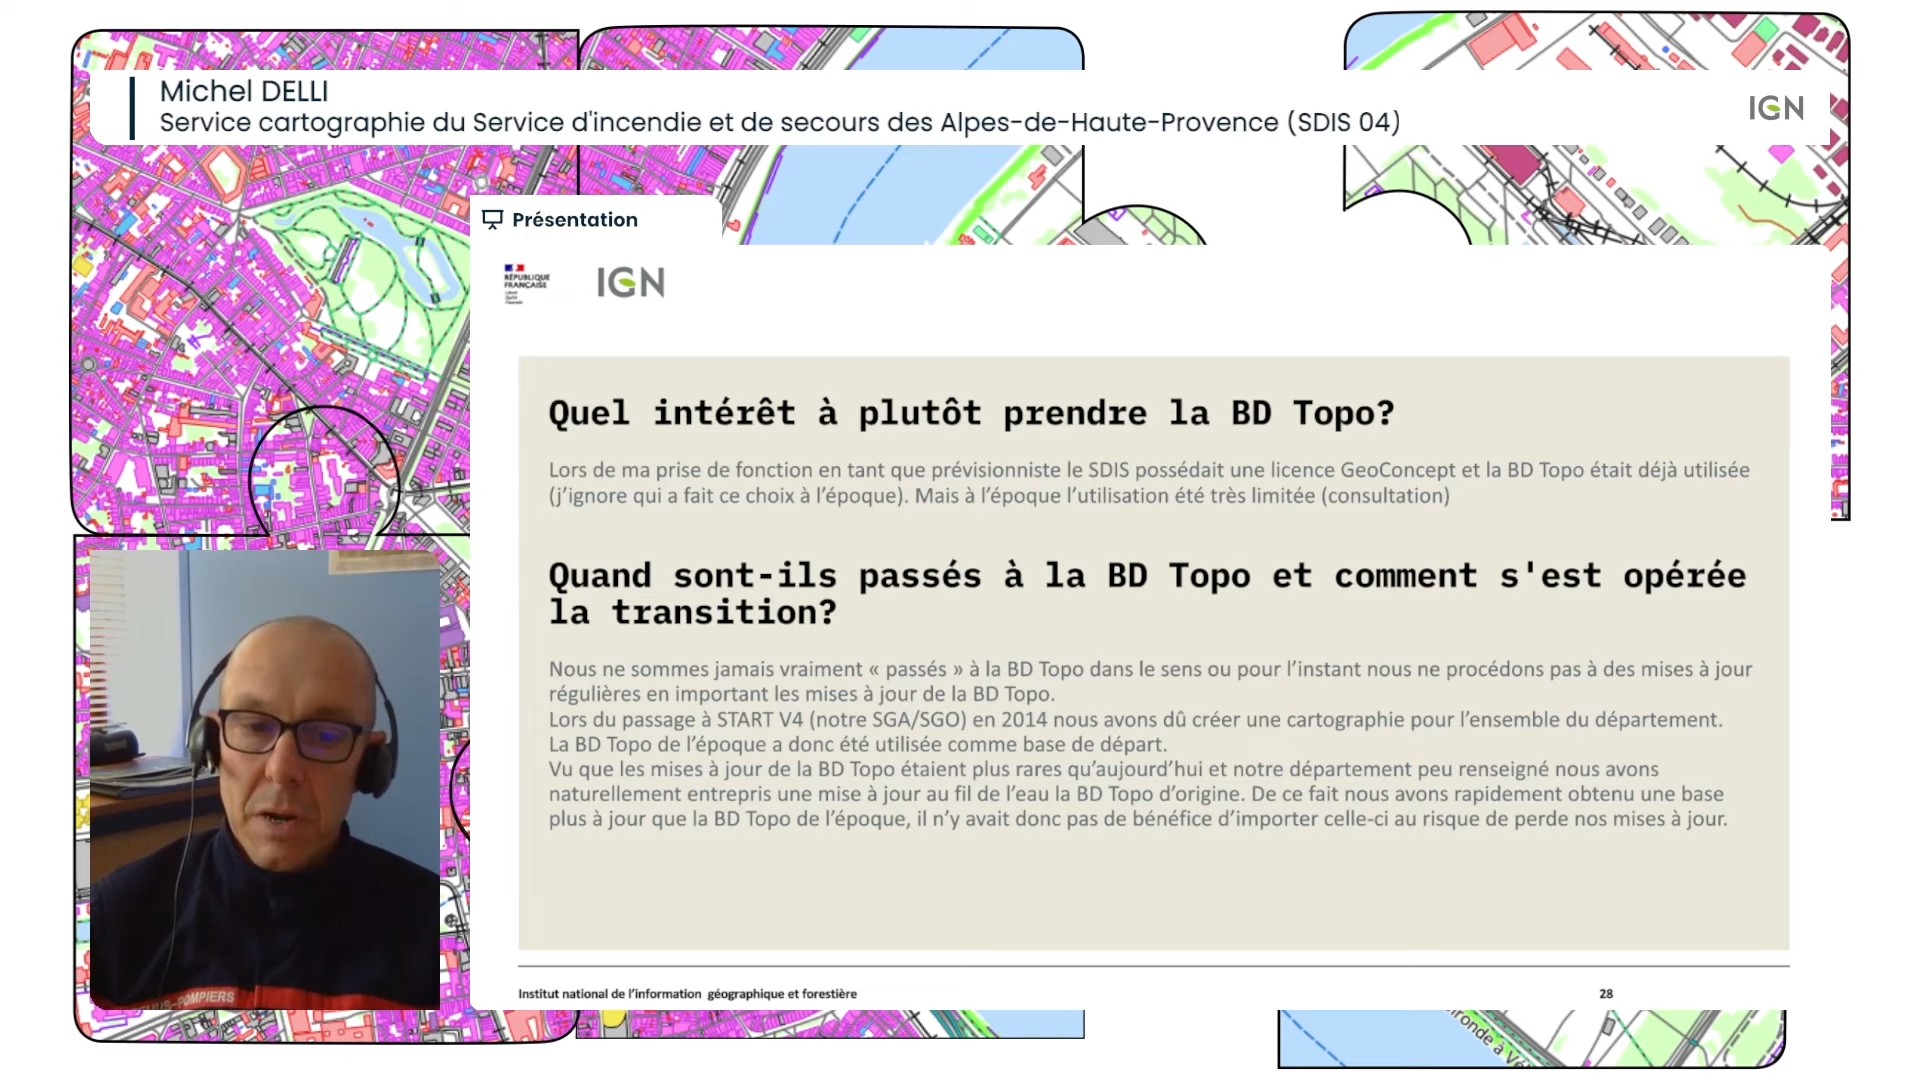 Michel DELLI
Service cartographie du Service d'incendie et de secours des Alpes-de-Haute-Provence (SDIS 04)
IGN
Présentation
RÉPUBLIQUE
FRANÇAISE
IGN
Quel intérêt à plutôt prendre la BD Topo?
Lors de ma prise de fonction en tant que prévisionniste le SDIS possédait une licence GeoConcept et la BD Topo était déjà utilisée
(j'ignore qui a fait ce choix à l'époque). Mais à l'époque l'utilisation été très limitée (consultation)
Quand sont-ils passés à la BD Topo et comment s'est opérée
la transition?
Nous ne sommes jamais vraiment « passés » à la BD Topo dans le sens ou pour l'instant nous ne procédons pas à des mises à jour
régulières en important les mises à jour de la BD Topo.
Lors du passage à START V4 (notre SGA/SGO) en 2014 nous avons dû créer une cartographie pour l'ensemble du département.
La BD Topo de l'époque a donc été utilisée comme base de départ.
Vu que les mises à jour de la BD Topo étaient plus rares qu'aujourd'hui et notre département peu renseigné nous avons
naturellement entrepris une mise à jour au fil de l'eau la BD Topo d'origine. De ce fait nous avons rapidement obtenu une base
plus à jour que la BD Topo de l'époque, il n'y avait donc pas de bénéfice d'importer celle-ci au risque de perde nos mises à jour.
Institut national de l'information géographique et forestière
28
POMPIERS